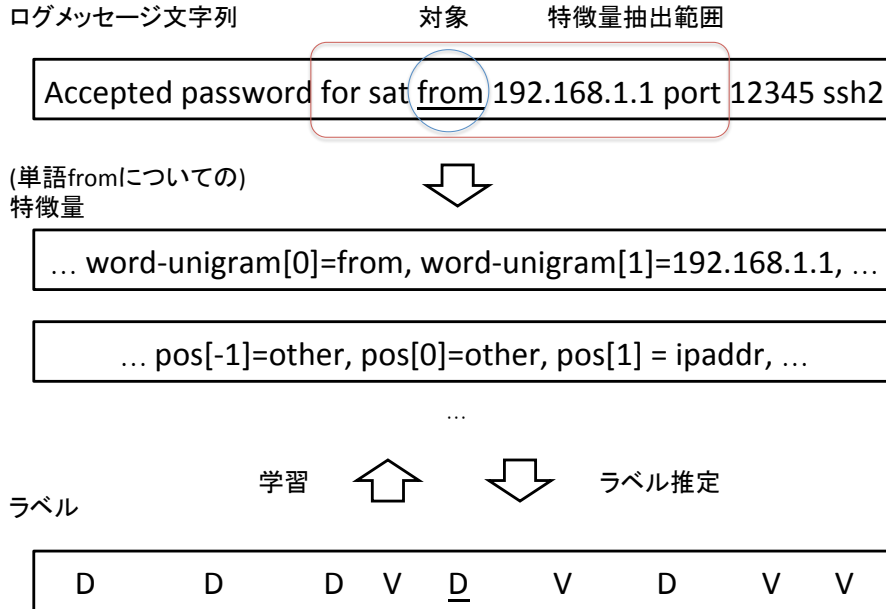 ログメッセージ文字列 対象 特徴量抽出範囲
Accepted password for sat from 192.168.1.1 port 12345 ssh2
(単語fromについての)
特徴量
… word-unigram[0]=from, word-unigram[1]=192.168.1.1, …
… pos[-1]=other, pos[0]=other, pos[1] = ipaddr, …
…
学習 ラベル推定
ラベル
D D D V D V D V V